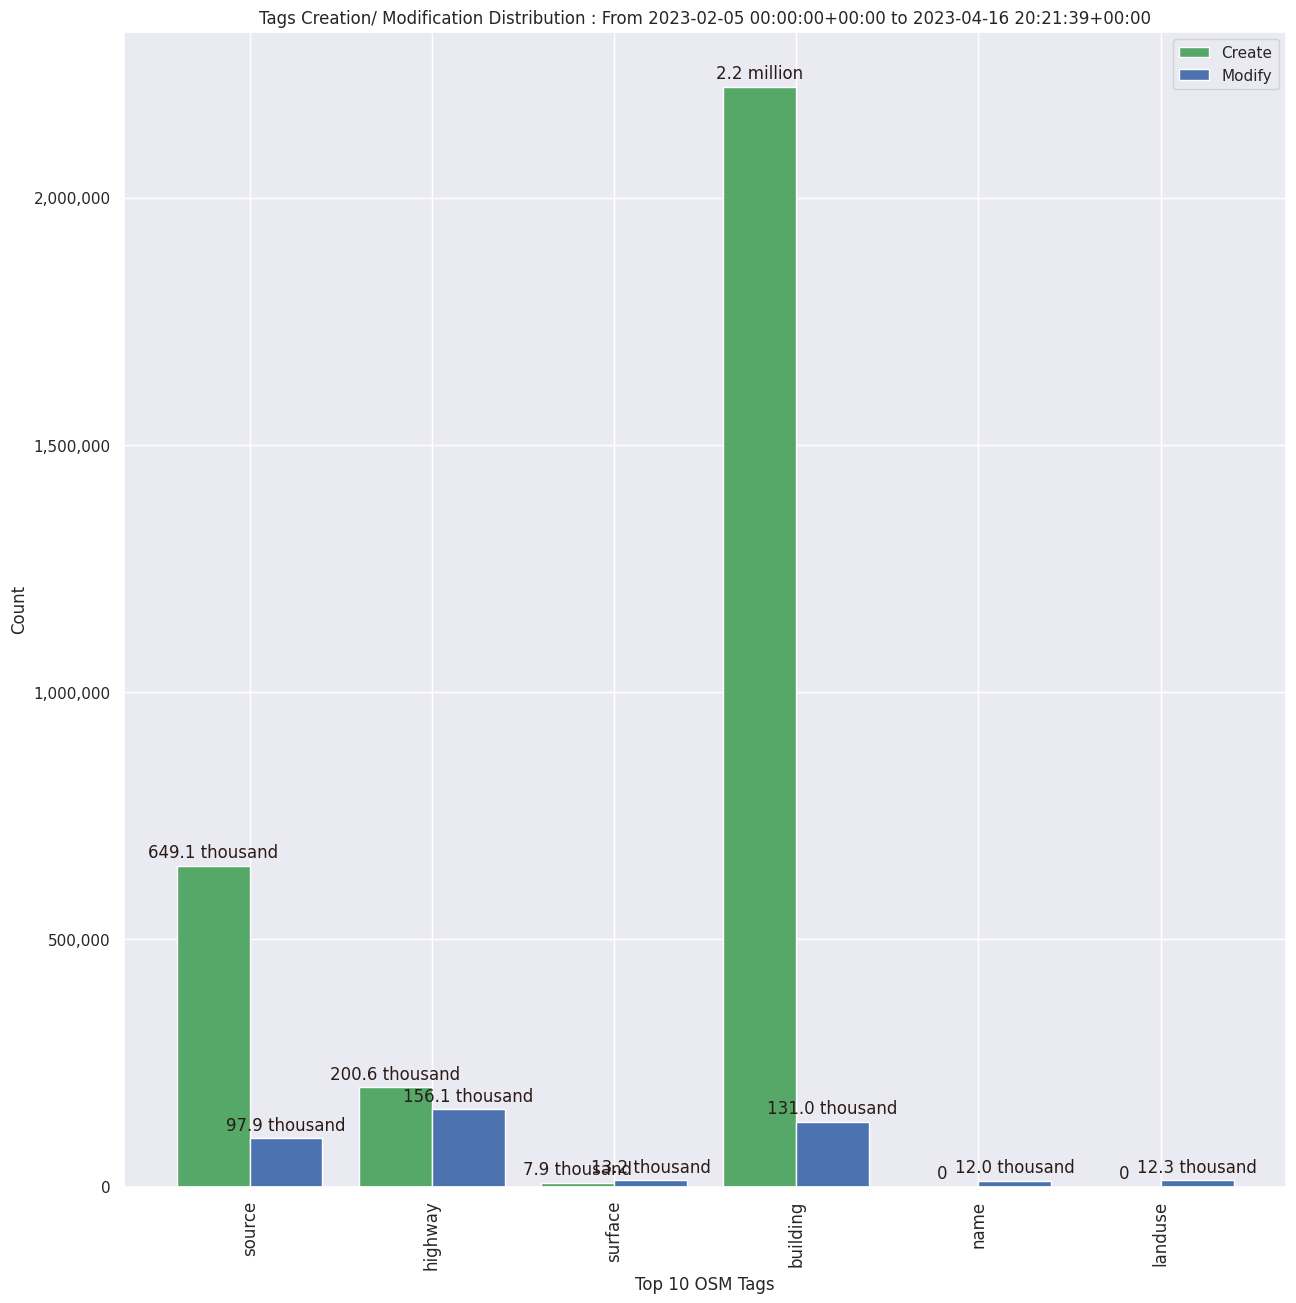 Tags Creation/ Modification Distribution : From 2023-02-05 00:00:00+00:00 to 2023-04-16 20:21:39+00:00
Create
Modify
2.2 million
2,000,000
1,500,000
1,000,000
649.1 thousand
500,000
200.6 thousand
156.1 thousand
97.9 thousand
131.0 thousand
7.9 thousand
13.2 thousand
0
12.0 thousand
0
12.3 thousand
0
Count
source
highway
surface
building
name
landuse
Top 10 OSM Tags